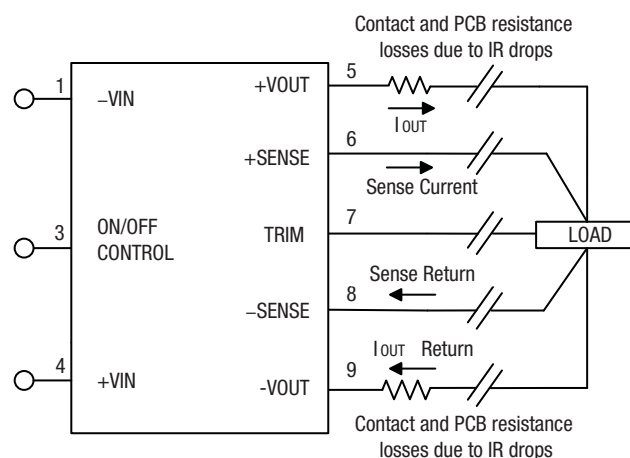 Contact and PCB resistance
losses due to IR drops
1
–VIN
+VOUT
5
IOUT
+SENSE
6
Sense Current
3
ON/OFF
CONTROL
TRIM
7
LOAD
Sense Return
–SENSE
8
IOUT Return
4
+VIN
-VOUT
9
Contact and PCB resistance
losses due to IR drops